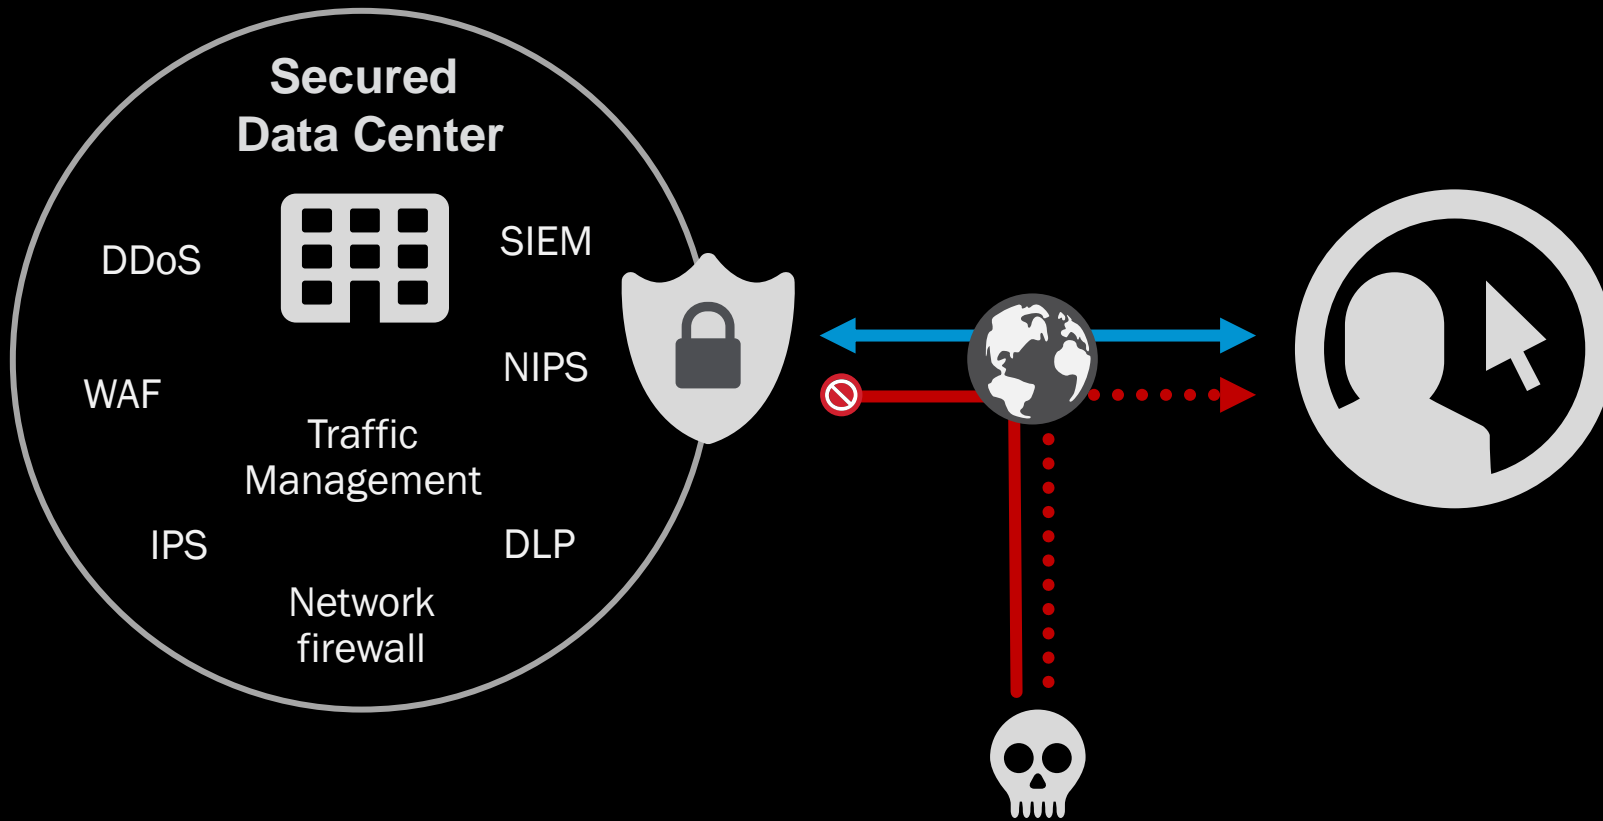 Secured
Data Center
DDoS
SIEM
WAF
NIPS
Traffic
Management
IPS
DLP
Network
firewall